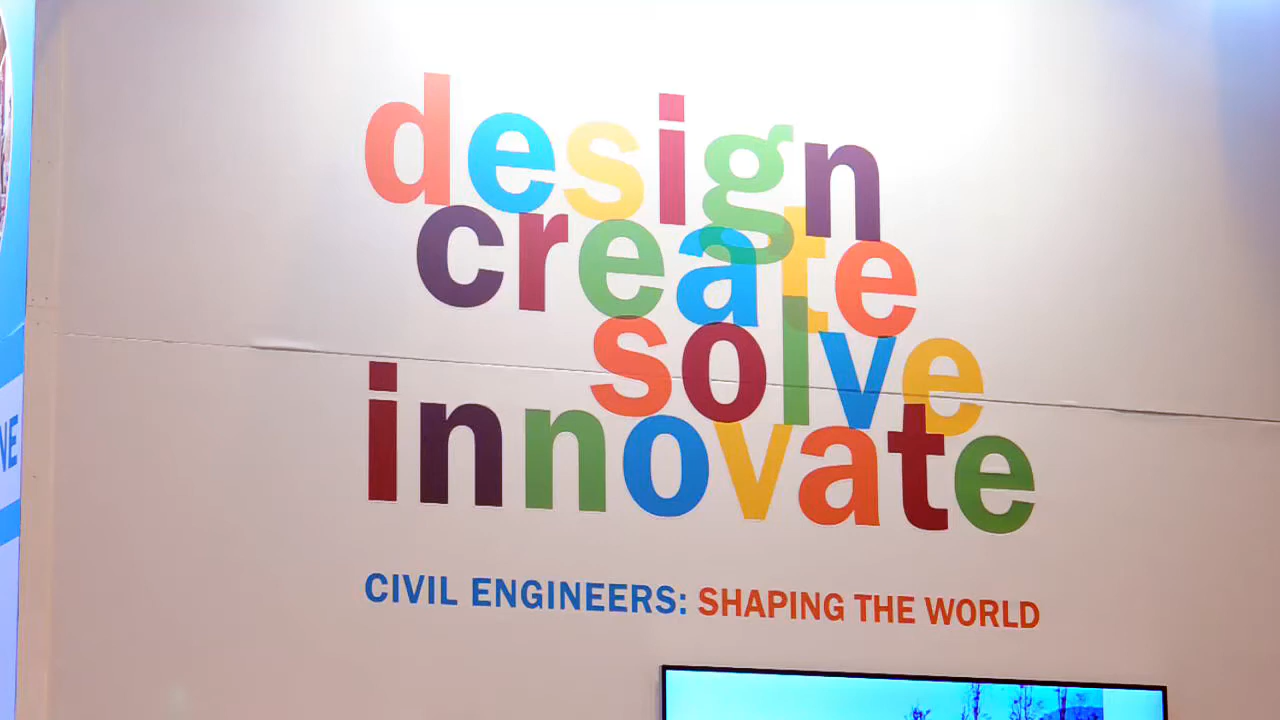 design
create
solve
innovate
CIVIL ENGINEERS: SHAPING THE WORLD